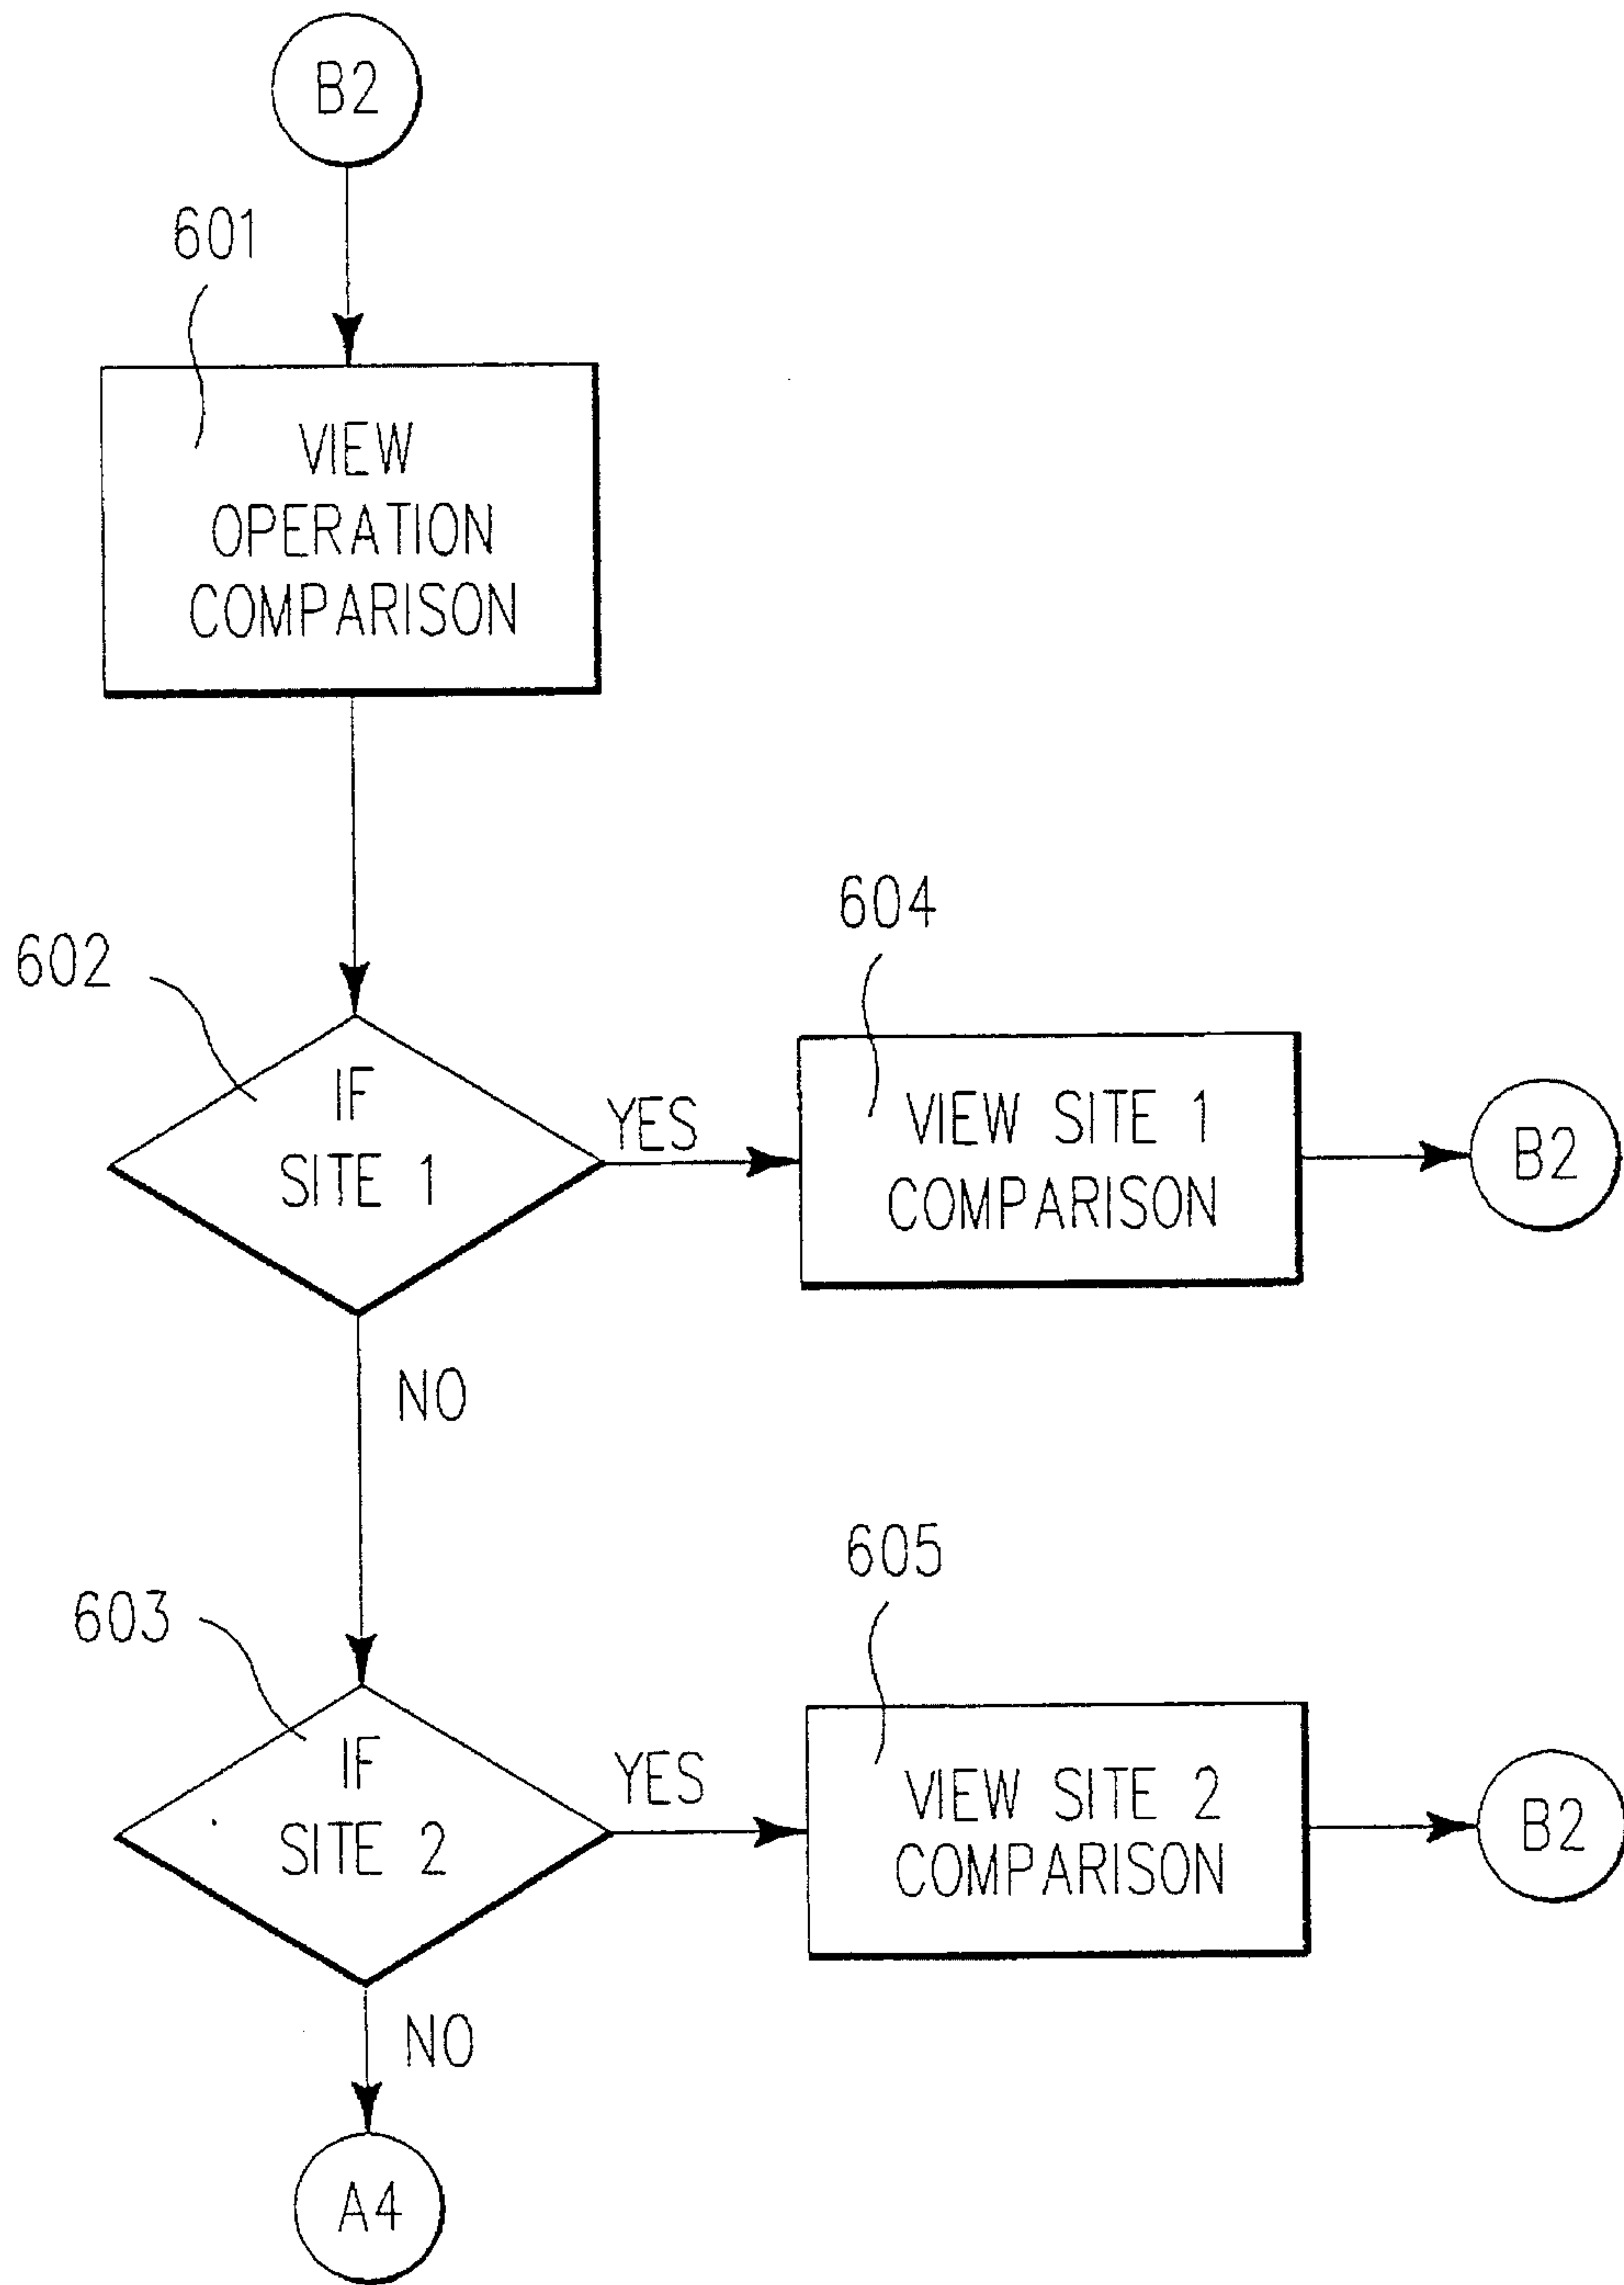 B2
601
VIEW
OPERATION
COMPARISON
602
IF
SITE 1
YES
604
VIEW SITE 1
COMPARISON
B2
NO
603
IF
SITE 2
YES
605
VIEW SITE 2
COMPARISON
B2
NO
A4